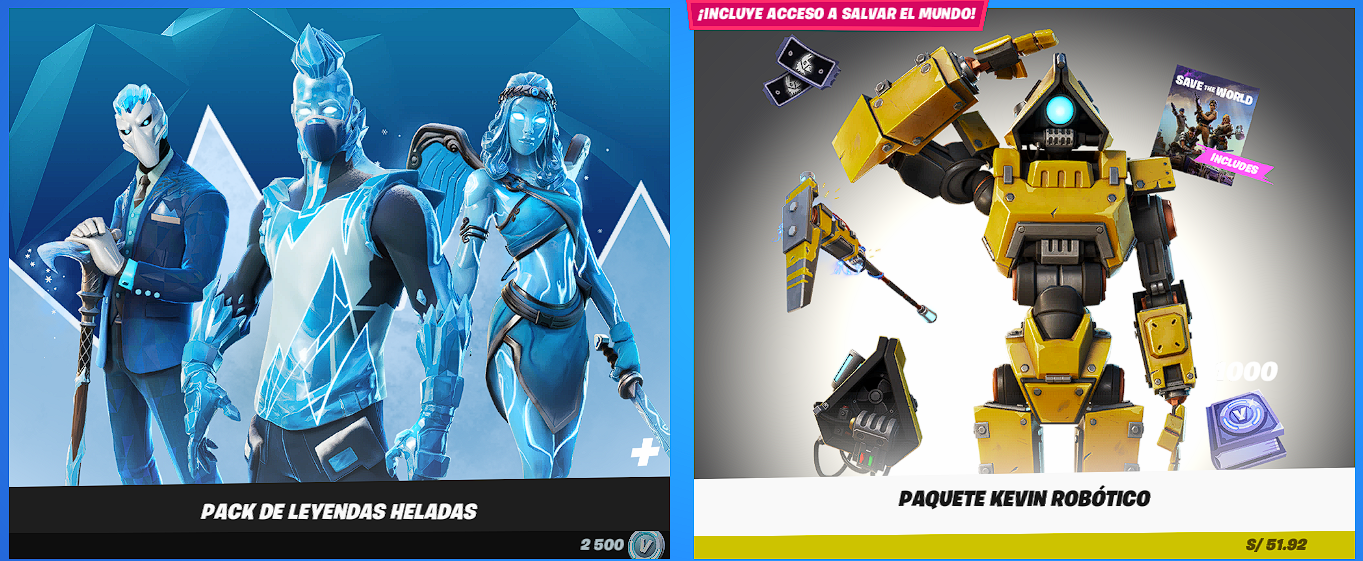 ¡INCLUYE ACCESO A SALVAR EL MUNDO!
SAVE THE WORLD
INCLUDES
1000
PACK DE LEYENDAS HELADAS
2 500
PAQUETE KEVIN ROBÓTICO
S/ 51.92